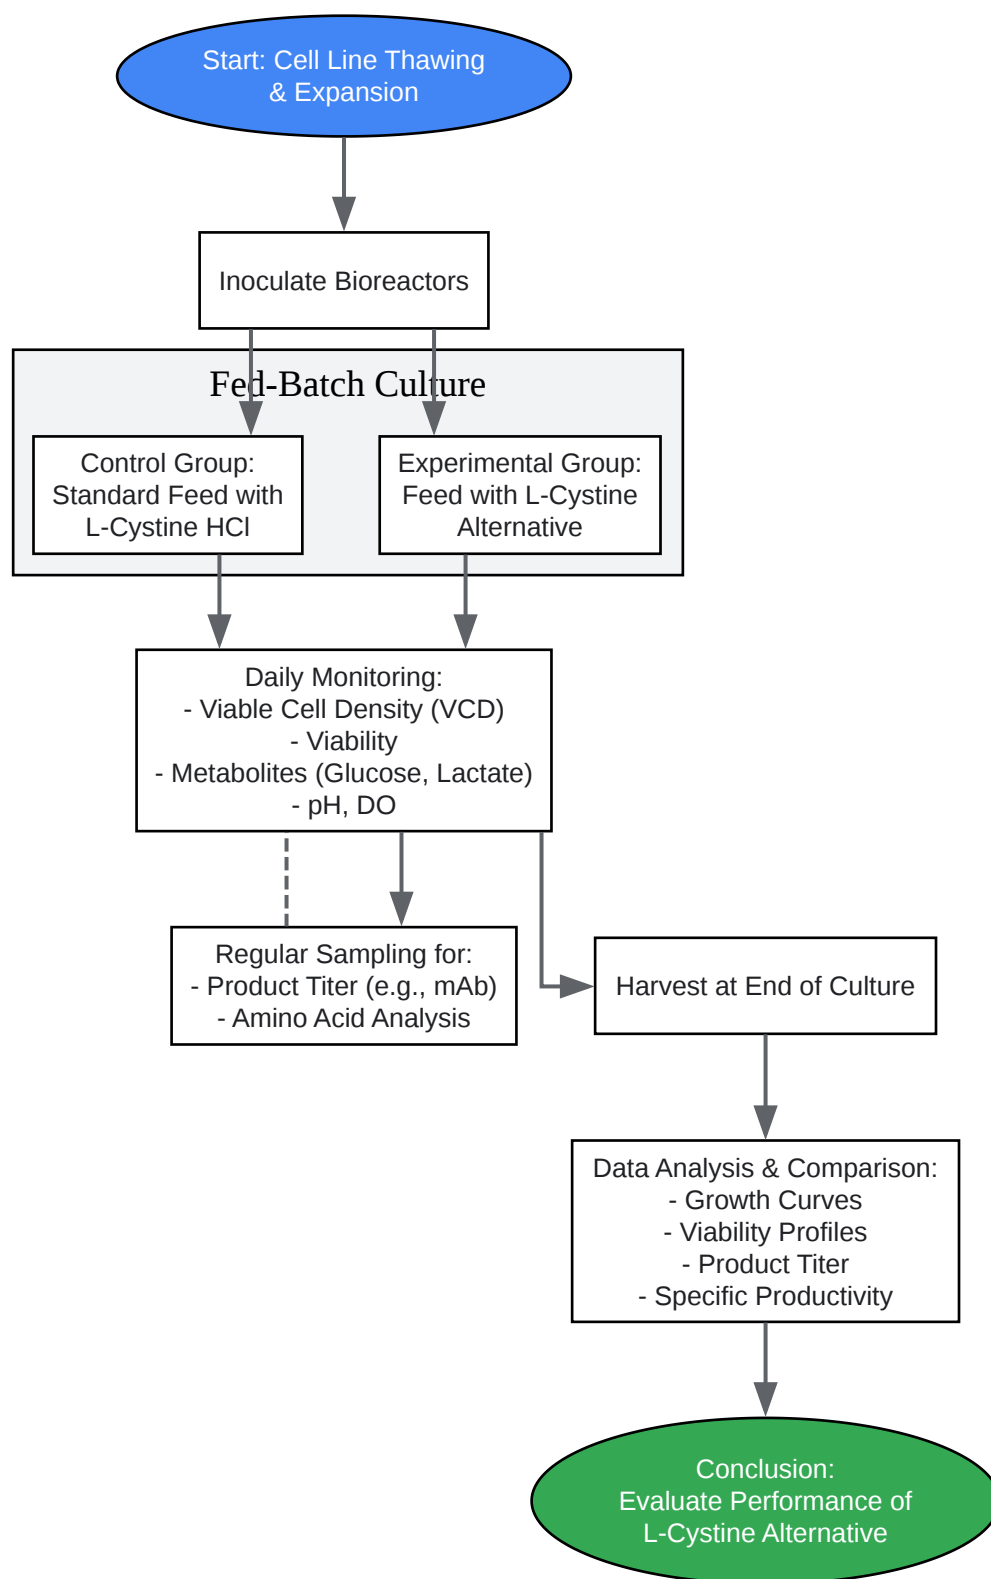 Start: Cell Line Thawing
& Expansion
Inoculate Bioreactors
Fed-Batch Culture
Control Group:
Standard Feed with
L-Cystine HCl
Experimental Group:
Feed with L-Cystine
Alternative
Daily Monitoring:
- Viable Cell Density (VCD)
- Viability
- Metabolites (Glucose, Lactate)
- pH, DO
Regular Sampling for:
- Product Titer (e.g., mAb)
- Amino Acid Analysis
Harvest at End of Culture
Data Analysis & Comparison:
- Growth Curves
- Viability Profiles
- Product Titer
- Specific Productivity
Conclusion:
Evaluate Performance of
L-Cystine Alternative